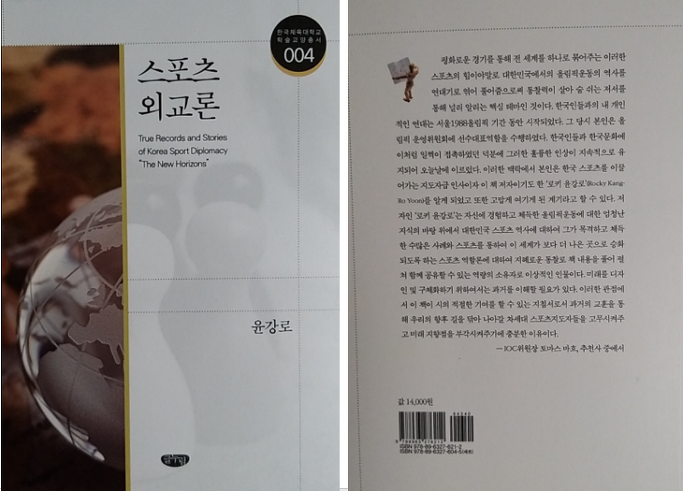 한국체육대학교
학술교양총서
004
스포츠
외교론
True Records and Stories
of Korea Sport Diplomacy
"The New Horizons"
윤강로
평화로운 경기를 통해 전 세계를 하나로 묶어주는 이러한
스포츠의 힘이야말로 대한민국에서의 올림픽운동의 역사를
연대기로 엮어 풀어줌으로써 통찰력이 살아 숨 쉬는 저서를
통해 널리 알리는 핵심 테마인 것이다. 한국인들과의 내 개인
적인 연대는 서울1988올림픽 기간 동안 시작되었다. 그 당시 본인은 올
림픽 운영위원회에 선수대표역할을 수행하였다. 한국인들과 한국문화에
이처럼 밀찍이 접촉하였던 덕분에 그러한 훌륭한 인상이 지속적으로 유
지되어 오늘날에 이르렀다. 이러한 맥락에서 본인은 한국 스포츠를 이끌
어가는 지도자급 인사이자 이 책 저자이기도 한 '로키 윤강로'(Rocky Kang-
Ro Yoon)를 알게 되었고 또한 고맙게 여기게 된 계기라고 할 수 있다. 저
자인 '로키 윤강로'는 자신이 경험하고 체득한 올림픽운동에 대한 엄청난
지식의 바탕 위에서 대한민국 스포츠 역사에 대하여 그가 목격하고 체득
한 수많은 사례와 스포츠를 통하여 이 세계가 보다 더 나은 곳으로 승화
되도록 하는 스포츠 역할론에 대하여 지혜로운 통찰로 책 내용을 풀어 펼
쳐 함께 공유할 수 있는 역량의 소유자로 이상적인 인물이다. 미래를 디자
인 및 구체화하기 위하여서는 과거를 이해할 필요가 있다. 이러한 관점에
서 이 책이 시의 적절한 기여를 할 수 있는 지침서로서 과거의 교훈을 통
해 우리의 향후 길을 닦아 나아갈 차세대 스포츠지도자들을 고무시켜주
고 미래 지향점을 부각시켜주기에 충분한 이유이다.
— IOC위원장 토마스 바흐, 추천사 중에서
값 14,000원
ISBN 978-89-6327-621-2
ISBN 978-89-6327-604-5(세트)